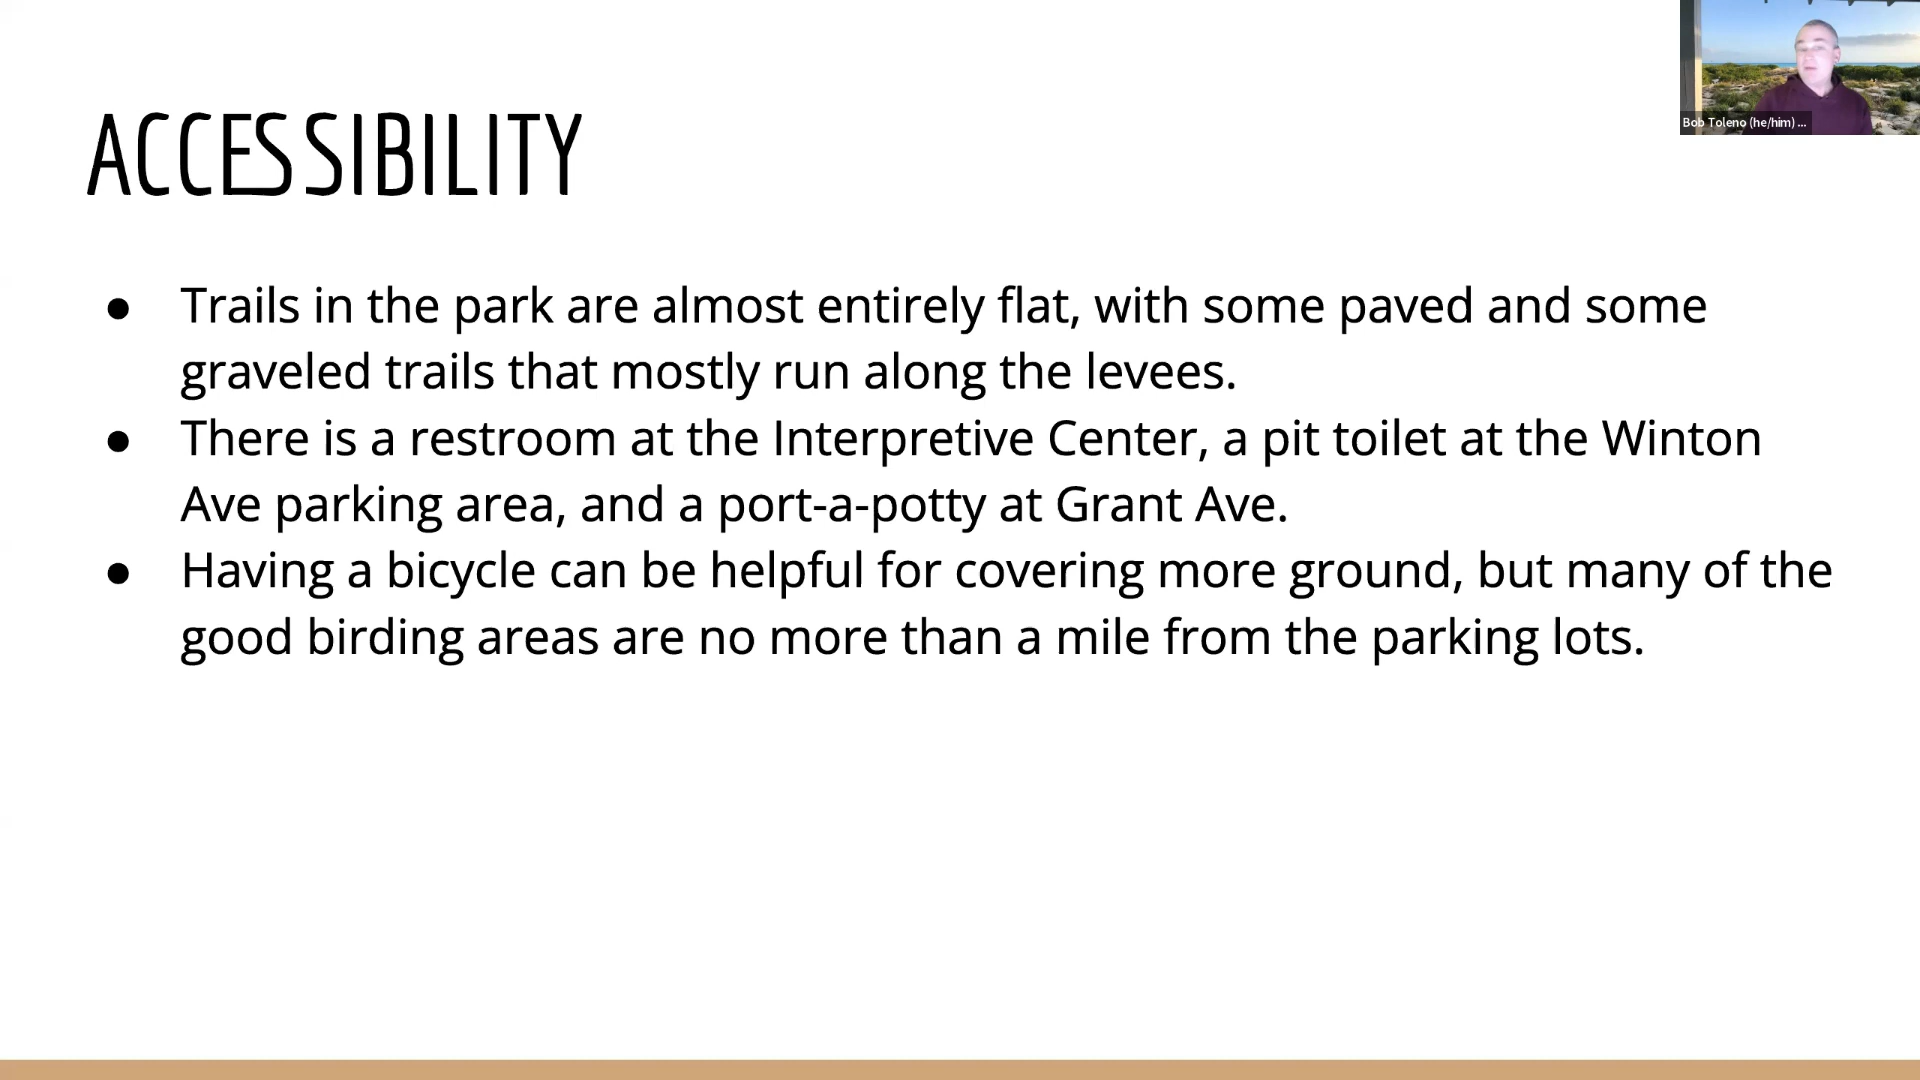 Bob Toleno (he/him) ...
ACCESSIBILITY
● Trails in the park are almost entirely flat, with some paved and some
graveled trails that mostly run along the levees.
● There is a restroom at the Interpretive Center, a pit toilet at the Winton
Ave parking area, and a port-a-potty at Grant Ave.
● Having a bicycle can be helpful for covering more ground, but many of the
good birding areas are no more than a mile from the parking lots.